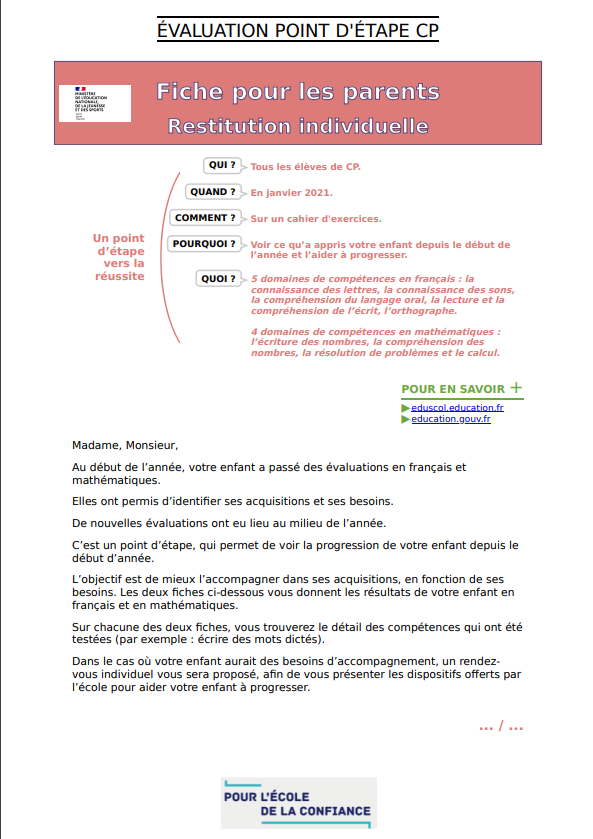 ÉVALUATION POINT D'ÉTAPE CP
MINISTÈRE
DE L'ÉDUCATION
NATIONALE,
DE LA JEUNESSE
ET DES SPORTS
Fiche pour les parents
Restitution individuelle
Un point
d’étape
vers la
réussite
QUI ? Tous les élèves de CP.
QUAND ? En janvier 2021.
COMMENT ? Sur un cahier d'exercices.
POURQUOI ? Voir ce qu’a appris votre enfant depuis le début de
l’année et l’aider à progresser.
QUOI ? 5 domaines de compétences en français : la
connaissance des lettres, la connaissance des sons,
la compréhension du langage oral, la lecture et la
compréhension de l’écrit, l’orthographe.
4 domaines de compétences en mathématiques :
l’écriture des nombres, la compréhension des
nombres, la résolution de problèmes et le calcul.
POUR EN SAVOIR +
▶eduscol.education.fr
▶education.gouv.fr
Madame, Monsieur,
Au début de l’année, votre enfant a passé des évaluations en français et
mathématiques.
Elles ont permis d’identifier ses acquisitions et ses besoins.
De nouvelles évaluations ont eu lieu au milieu de l’année.
C’est un point d’étape, qui permet de voir la progression de votre enfant depuis le
début d’année.
L’objectif est de mieux l’accompagner dans ses acquisitions, en fonction de ses
besoins. Les deux fiches ci-dessous vous donnent les résultats de votre enfant en
français et en mathématiques.
Sur chacune des deux fiches, vous trouverez le détail des compétences qui ont été
testées (par exemple : écrire des mots dictés).
Dans le cas où votre enfant aurait des besoins d’accompagnement, un rendez-
vous individuel vous sera proposé, afin de vous présenter les dispositifs offerts par
l’école pour aider votre enfant à progresser.
... / ...
POUR L'ÉCOLE
DE LA CONFIANCE